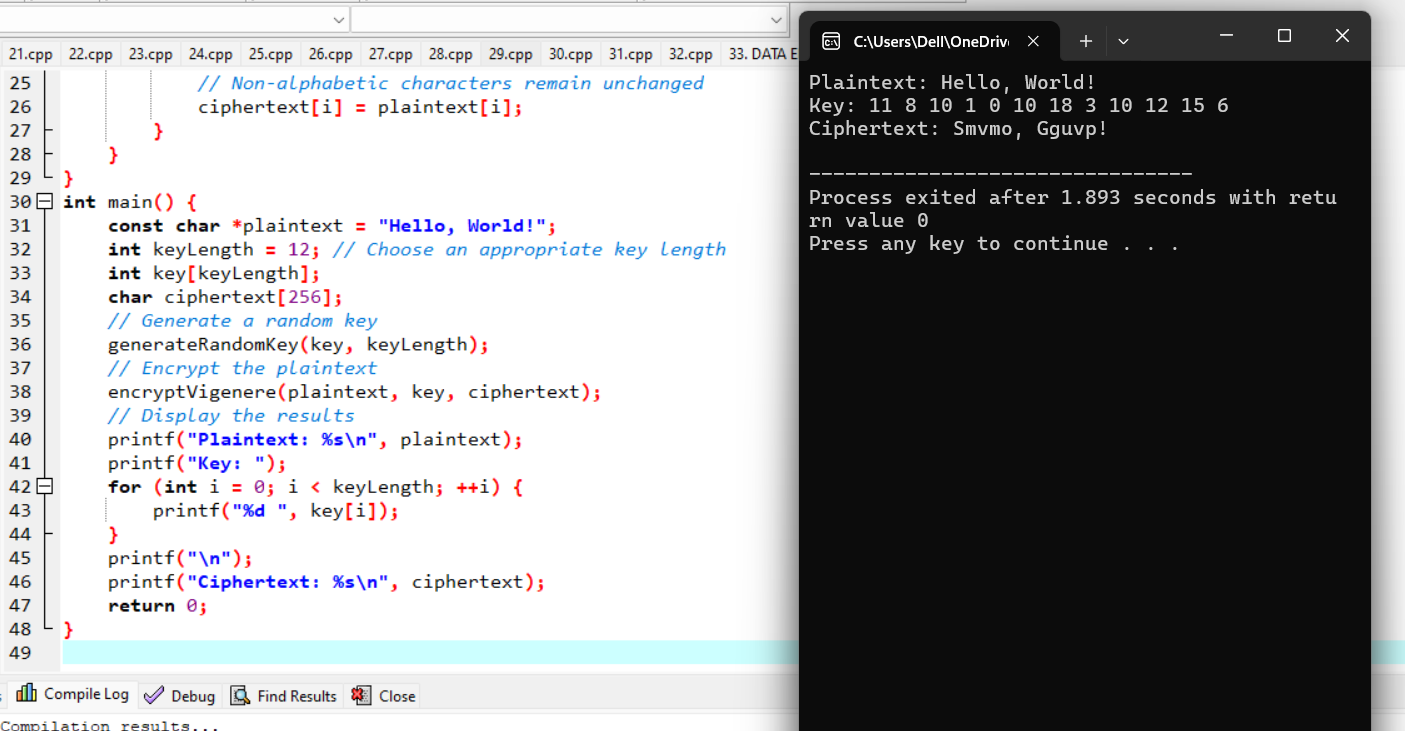 21.cpp 22.cpp 23.cpp 24.cpp 25.cpp 26.cpp 27.cpp 28.cpp 29.cpp 30.cpp 31.cpp 32.cpp 33. DATA E
25 // Non-alphabetic characters remain unchanged
26 ciphertext[i] = plaintext[i];
27 }
28 }
29 }
30 int main() {
31 const char *plaintext = "Hello, World!";
32 int keyLength = 12; // Choose an appropriate key length
33 int key[keyLength];
34 char ciphertext[256];
35 // Generate a random key
36 generateRandomKey(key, keyLength);
37 // Encrypt the plaintext
38 encryptVigenere(plaintext, key, ciphertext);
39 // Display the results
40 printf("Plaintext: %s\n", plaintext);
41 printf("Key: ");
42 for (int i = 0; i < keyLength; ++i) {
43 printf("%d ", key[i]);
44 }
45 printf("\n");
46 printf("Ciphertext: %s\n", ciphertext);
47 return 0;
48 }
49
Compile Log Debug Find Results Close
Compilation results...
C:\Users\Dell\OneDriv
Plaintext: Hello, World!
Key: 11 8 10 1 0 10 18 3 10 12 15 6
Ciphertext: Smvmo, Gguvp!
--------------------------------
Process exited after 1.893 seconds with retu
rn value 0
Press any key to continue . . .